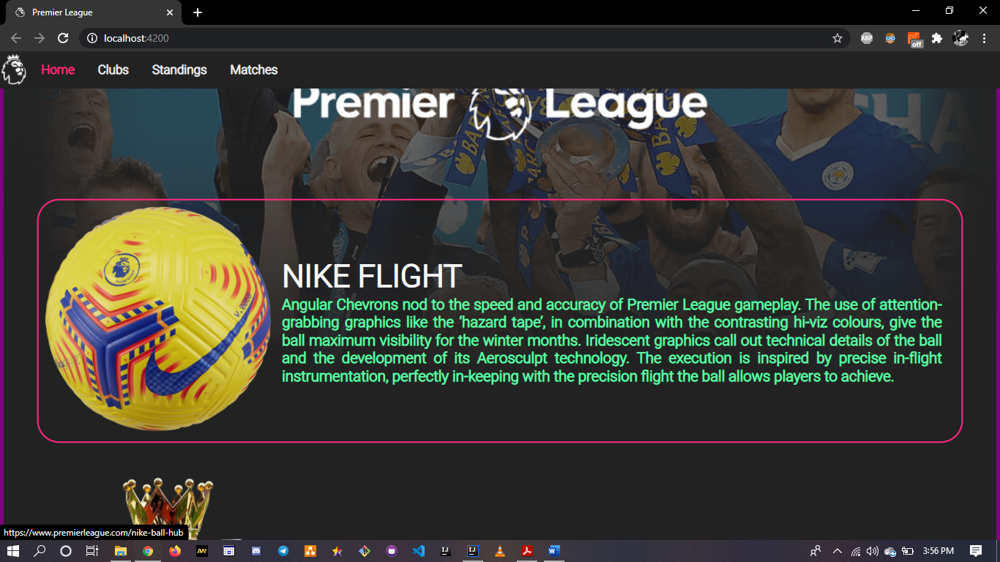 Premier League
localhost:4200
ABP
off
Home Clubs Standings Matches
Premier League
NIKE FLIGHT
Angular Chevrons nod to the speed and accuracy of Premier League gameplay. The use of attention-
grabbing graphics like the ‘hazard tape’, in combination with the contrasting hi-viz colours, give the
ball maximum visibility for the winter months. Iridescent graphics call out technical details of the ball
and the development of its Aerosculpt technology. The execution is inspired by precise in-flight
instrumentation, perfectly in-keeping with the precision flight the ball allows players to achieve.
https://www.premierleague.com/nike-ball-hub
AW
IJ
IJ
3:56 PM